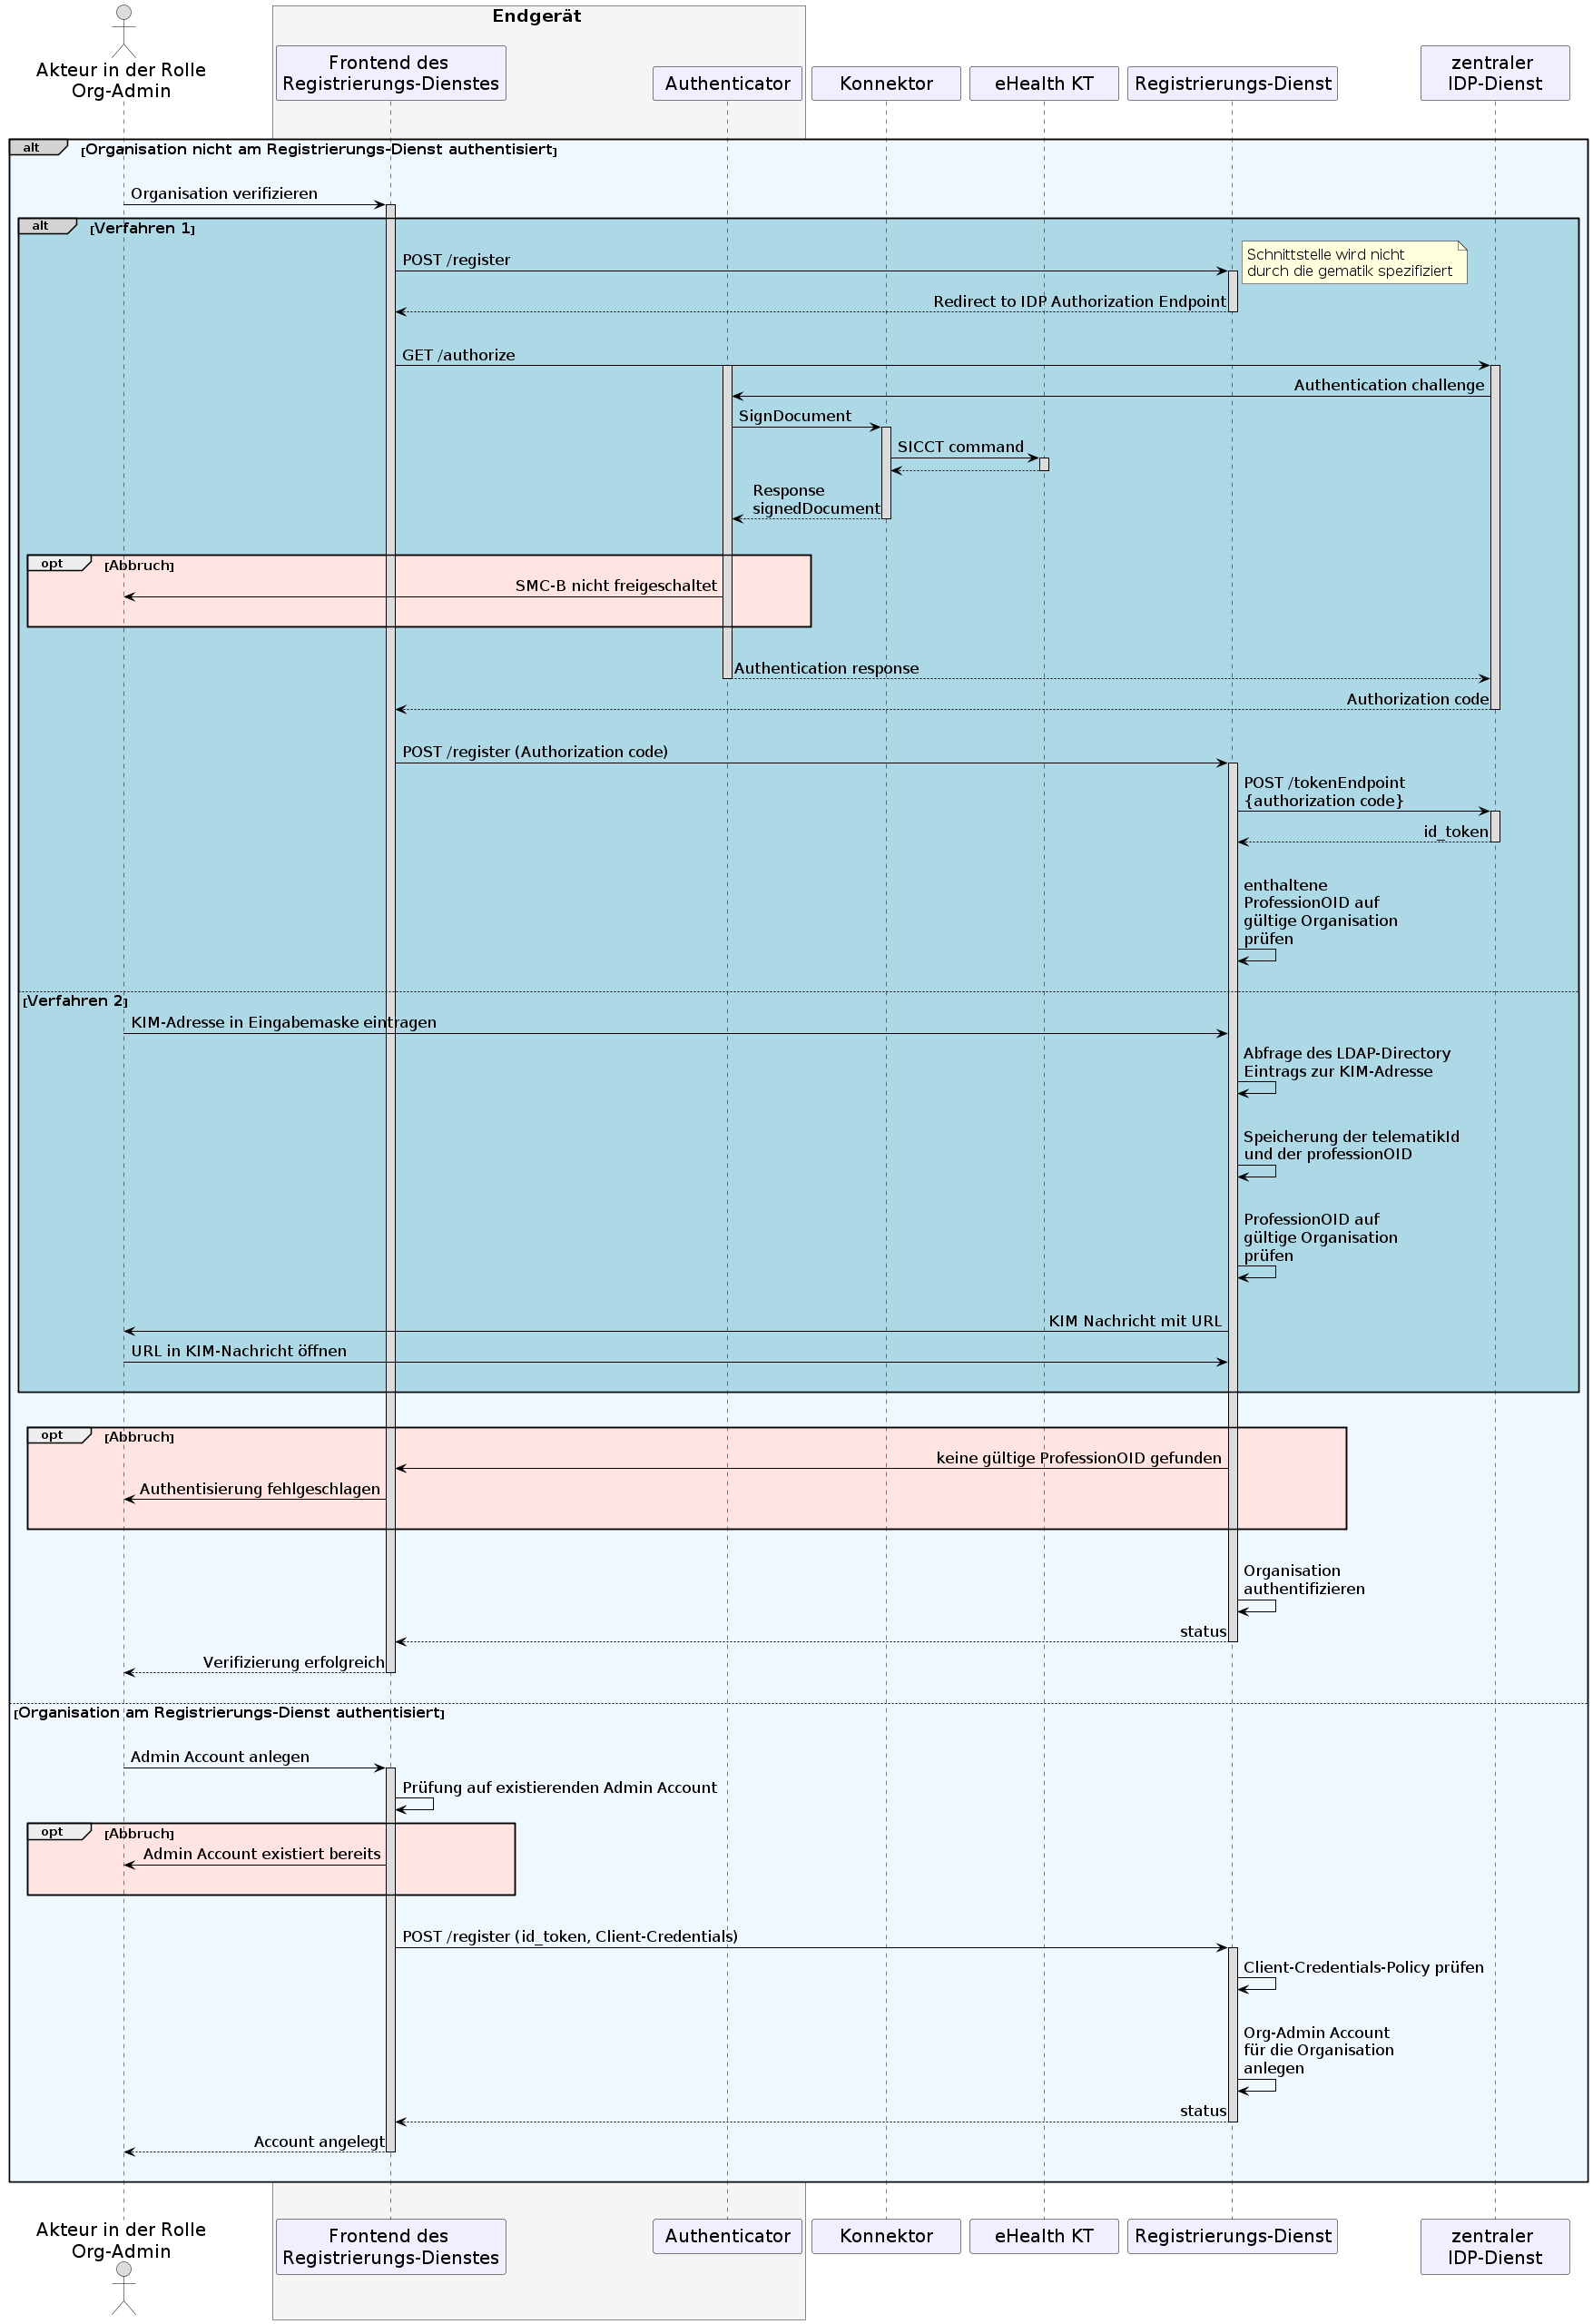 Endgerät
Akteur in der Rolle
Org-Admin
Frontend des
Registrierungs-Dienstes
Authenticator
Konnektor
eHealth KT
Registrierungs-Dienst
zentraler
IDP-Dienst
alt [Organisation nicht am Registrierungs-Dienst authentisiert]
Organisation verifizieren
alt [Verfahren 1]
POST /register
Schnittstelle wird nicht
durch die gematik spezifiziert
Redirect to IDP Authorization Endpoint
GET /authorize
Authentication challenge
SignDocument
SICCT command
Response
signedDocument
opt [Abbruch]
SMC-B nicht freigeschaltet
Authentication response
Authorization code
POST /register (Authorization code)
POST /tokenEndpoint
{authorization code}
id_token
enthaltene
ProfessionOID auf
gültige Organisation
prüfen
[Verfahren 2]
KIM-Adresse in Eingabemaske eintragen
Abfrage des LDAP-Directory
Eintrags zur KIM-Adresse
Speicherung der telematikId
und der professionOID
ProfessionOID auf
gültige Organisation
prüfen
KIM Nachricht mit URL
URL in KIM-Nachricht öffnen
opt [Abbruch]
keine gültige ProfessionOID gefunden
Authentisierung fehlgeschlagen
Organisation
authentifizieren
status
Verifizierung erfolgreich
[Organisation am Registrierungs-Dienst authentisiert]
Admin Account anlegen
Prüfung auf existierenden Admin Account
opt [Abbruch]
Admin Account existiert bereits
POST /register (id_token, Client-Credentials)
Client-Credentials-Policy prüfen
Org-Admin Account
für die Organisation
anlegen
status
Account angelegt
Akteur in der Rolle
Org-Admin
Frontend des
Registrierungs-Dienstes
Authenticator
Konnektor
eHealth KT
Registrierungs-Dienst
zentraler
IDP-Dienst